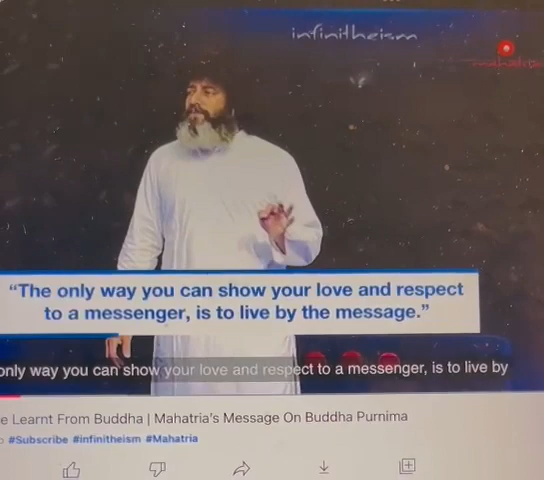 infinitheism
mahatria
“The only way you can show your love and respect
to a messenger, is to live by the message.”
only way you can show your love and respect to a messenger, is to live by
e Learnt From Buddha | Mahatria's Message On Buddha Purnima
#Subscribe #infinitheism #Mahatria